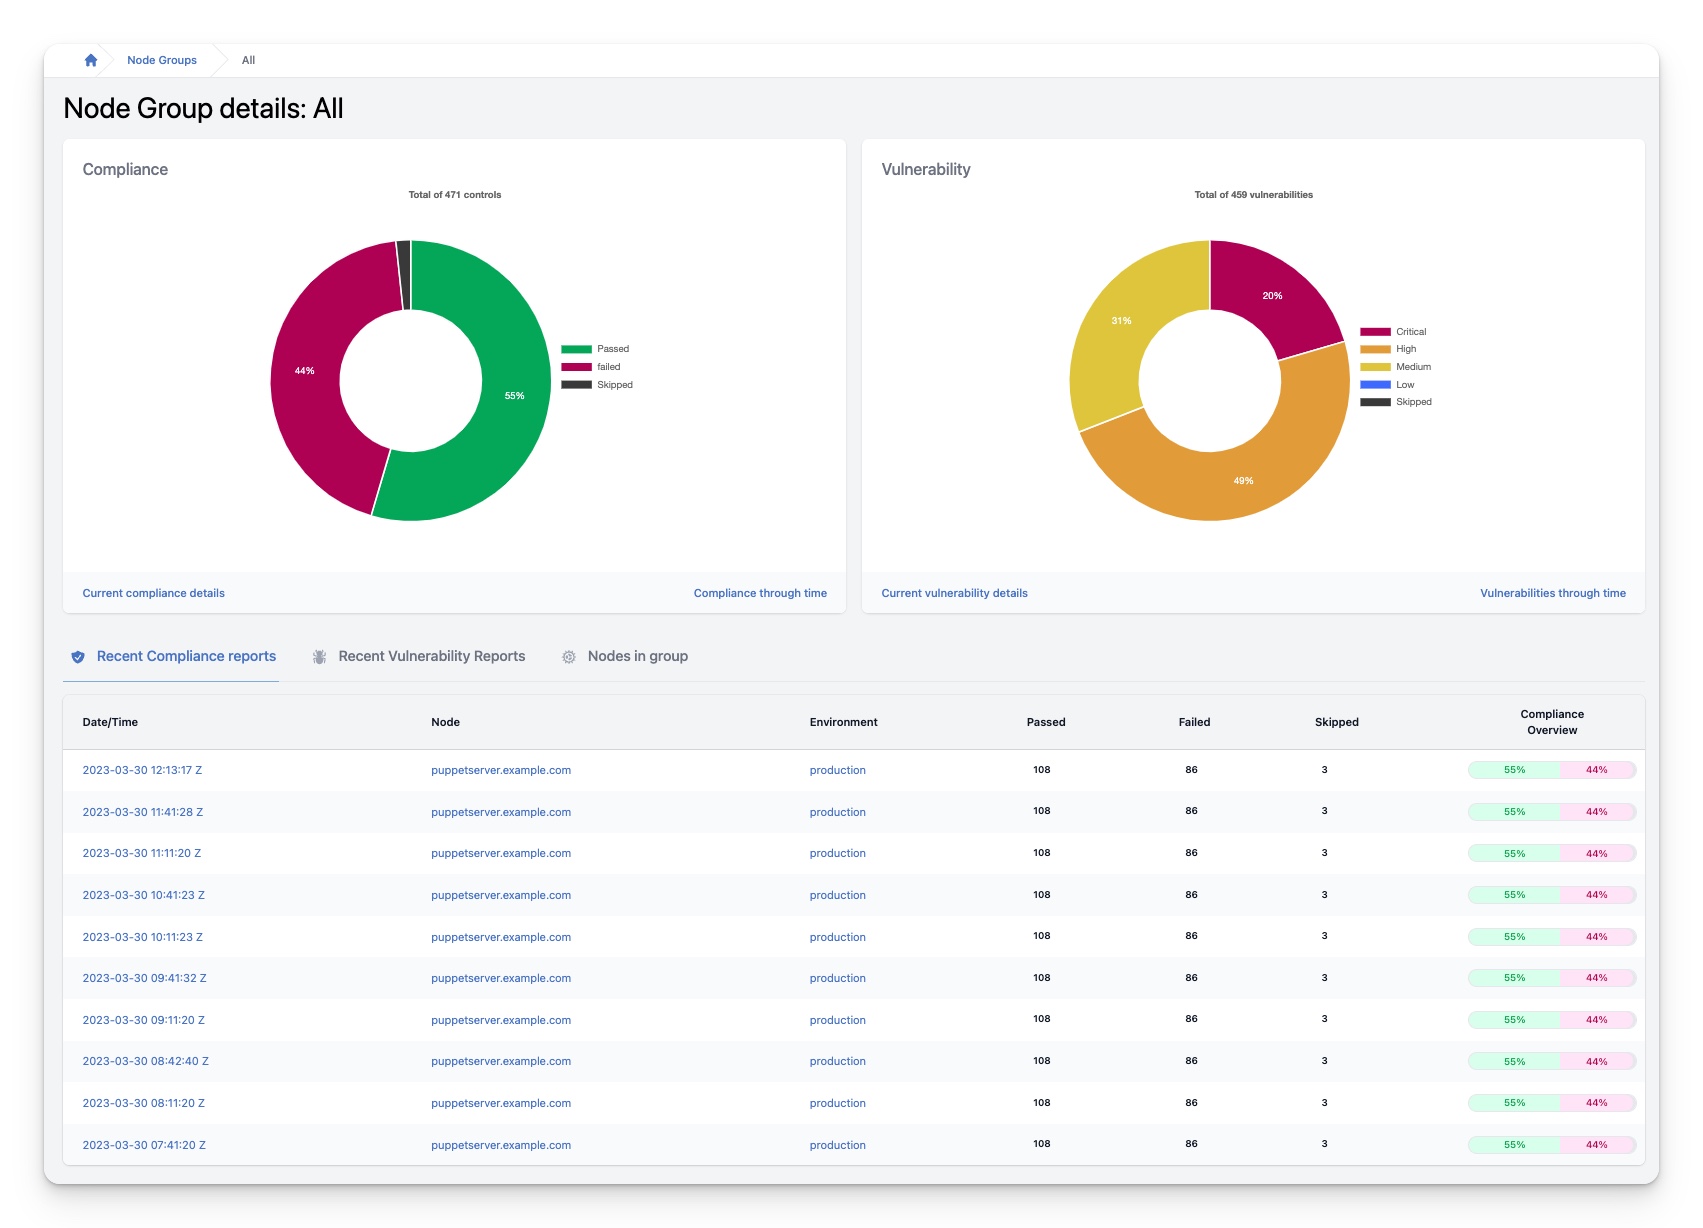 Node Groups All
Node Group details: All
Compliance
Total of 471 controls
44%
55%
Passed
failed
Skipped
Current compliance details Compliance through time
Vulnerability
Total of 459 vulnerabilities
20%
31%
49%
Critical
High
Medium
Low
Skipped
Current vulnerability details Vulnerabilities through time
Recent Compliance reports Recent Vulnerability Reports Nodes in group
Date/Time Node Environment Passed Failed Skipped Compliance Overview
2023-03-30 12:13:17 Z puppetserver.example.com production 108 86 3 55% 44%
2023-03-30 11:41:28 Z puppetserver.example.com production 108 86 3 55% 44%
2023-03-30 11:11:20 Z puppetserver.example.com production 108 86 3 55% 44%
2023-03-30 10:41:23 Z puppetserver.example.com production 108 86 3 55% 44%
2023-03-30 10:11:23 Z puppetserver.example.com production 108 86 3 55% 44%
2023-03-30 09:41:32 Z puppetserver.example.com production 108 86 3 55% 44%
2023-03-30 09:11:20 Z puppetserver.example.com production 108 86 3 55% 44%
2023-03-30 08:42:40 Z puppetserver.example.com production 108 86 3 55% 44%
2023-03-30 08:11:20 Z puppetserver.example.com production 108 86 3 55% 44%
2023-03-30 07:41:20 Z puppetserver.example.com production 108 86 3 55% 44%